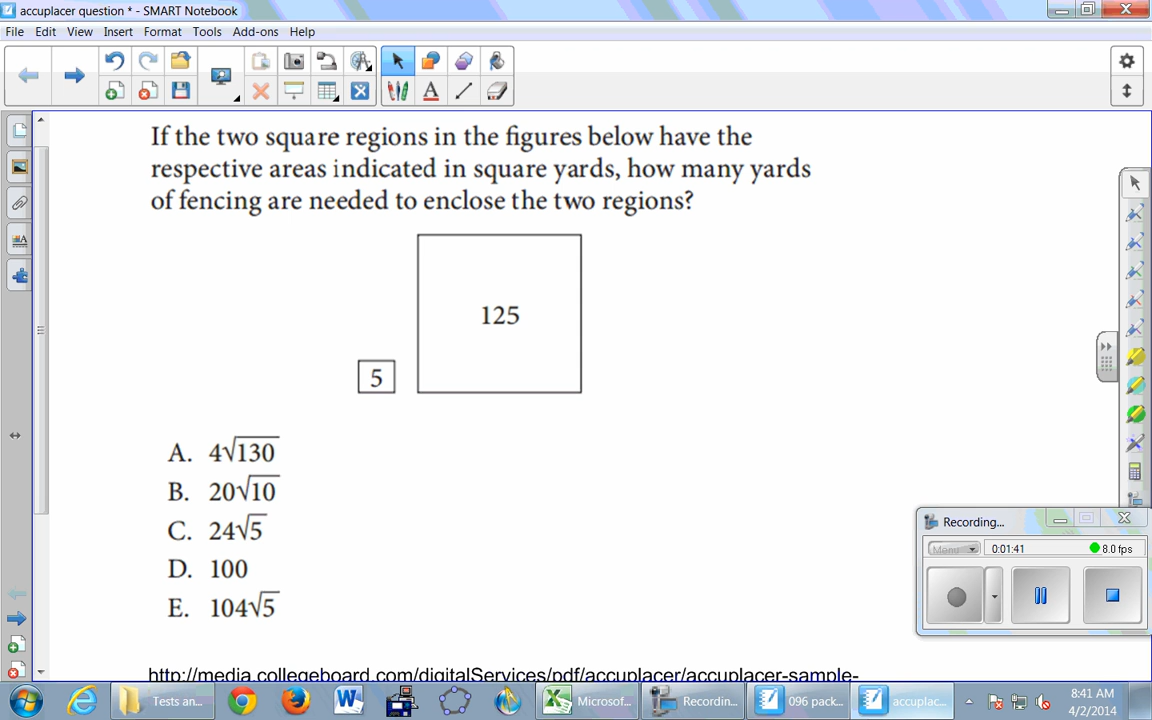 accuplacer question * - SMART Notebook
File Edit View Insert Format Tools Add-ons Help
If the two square regions in the figures below have the
respective areas indicated in square yards, how many yards
of fencing are needed to enclose the two regions?
125
5
A. 4√130
B. 20√10
C. 24√5
D. 100
E. 104√5
Recording...
Menu 0:01:41 8.0 fps
http://media.collegeboard.com/digitalServices/pdf/accuplacer/accuplacer-sample-
Tests an... Microsof... Recordin... 096 pack... accuplac... 8:41 AM
4/2/2014